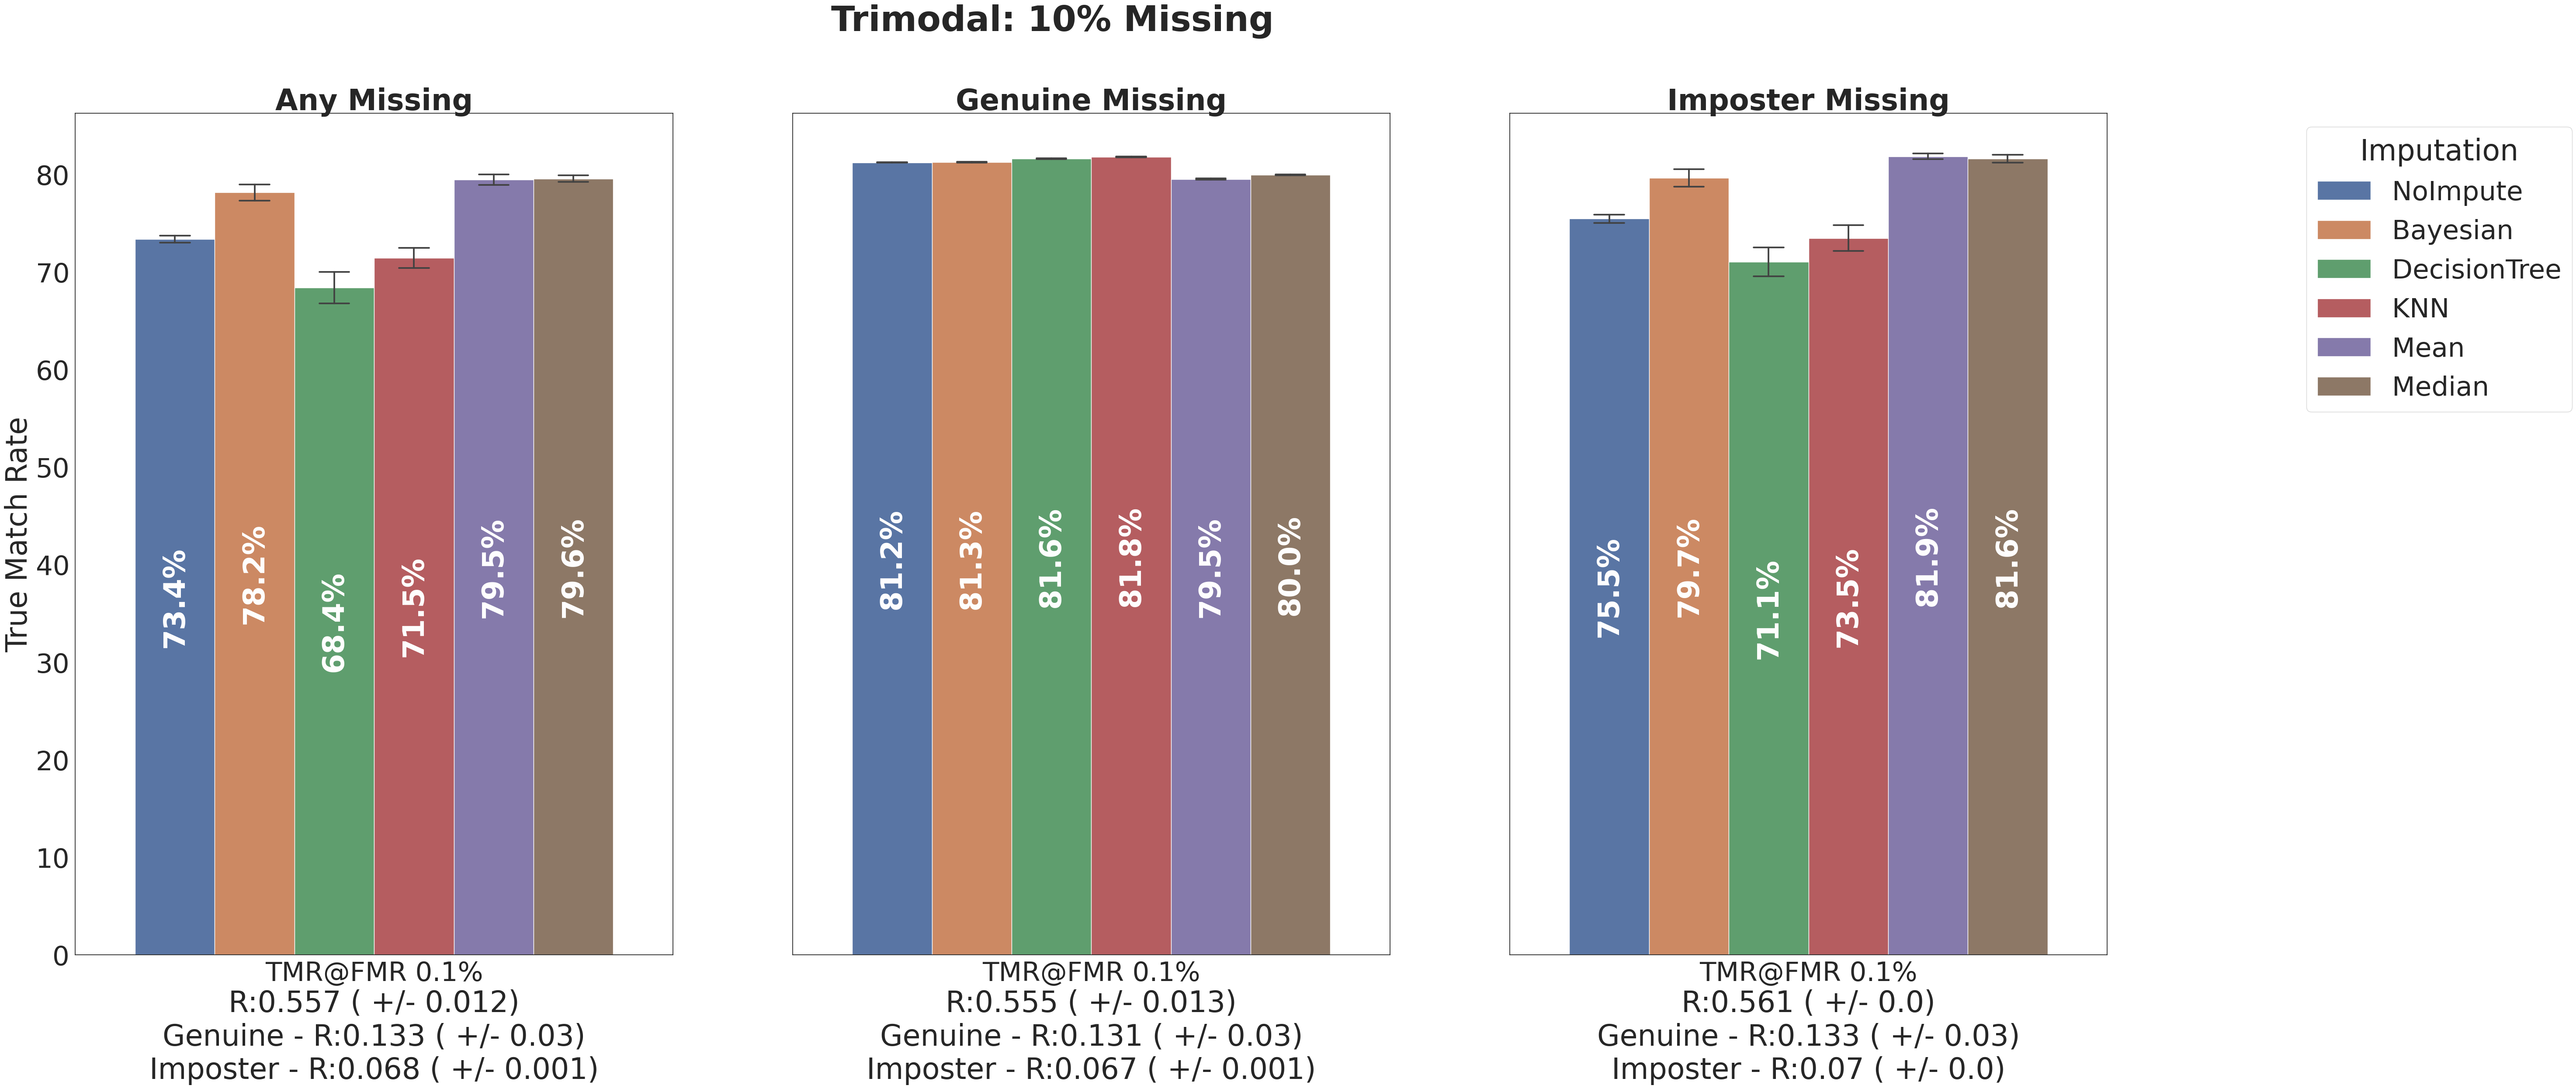 Trimodal: 10% Missing
Any Missing
Genuine Missing
Imposter Missing
True Match Rate
80
70
60
50
40
30
20
10
0
73.4%
78.2%
68.4%
71.5%
79.5%
79.6%
81.2%
81.3%
81.6%
81.8%
79.5%
80.0%
75.5%
79.7%
71.1%
73.5%
81.9%
81.6%
TMR@FMR 0.1%
R:0.557 ( +/- 0.012)
Genuine - R:0.133 ( +/- 0.03)
Imposter - R:0.068 ( +/- 0.001)
TMR@FMR 0.1%
R:0.555 ( +/- 0.013)
Genuine - R:0.131 ( +/- 0.03)
Imposter - R:0.067 ( +/- 0.001)
TMR@FMR 0.1%
R:0.561 ( +/- 0.0)
Genuine - R:0.133 ( +/- 0.03)
Imposter - R:0.07 ( +/- 0.0)
Imputation
NoImpute
Bayesian
DecisionTree
KNN
Mean
Median